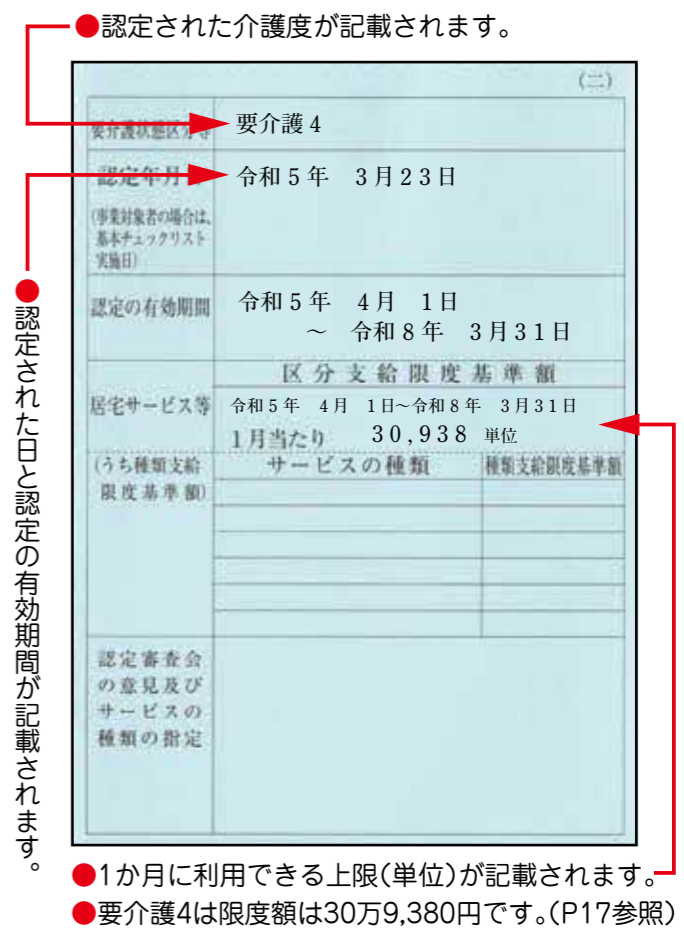 ●認定された介護度が記載されます。
(二)
要介護状態区分等
要介護4
認定年月日
令和5年 3月23日
(事業対象者の場合は、
基本チェックリスト
実施日)
認定の有効期間
令和5年 4月 1日
～ 令和8年 3月31日
居宅サービス等
区分支給限度基準額
令和5年 4月 1日~令和8年 3月31日
1月当たり 30,938 単位
(うち種類支給
限度基準額)
サービスの種類
種類支給限度基準額
認定審査会
の意見及び
サービスの
種類の指定
●認定された日と認定の有効期間が記載されます。
●1か月に利用できる上限(単位)が記載されます。
●要介護4は限度額は30万9,380円です。(P17参照)